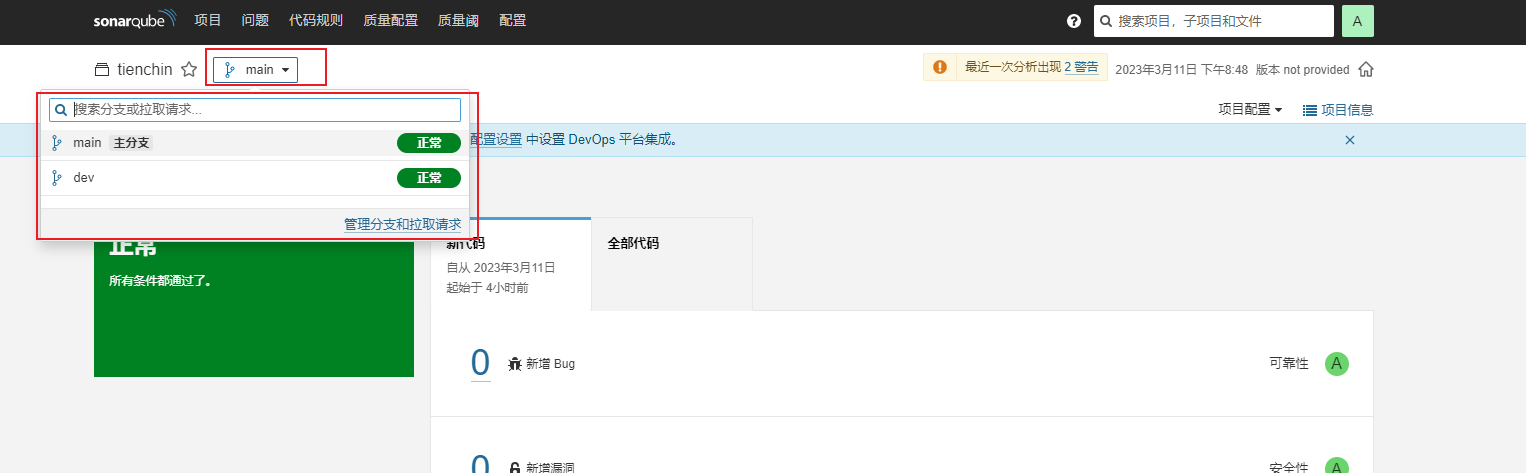 sonarqube 项目 问题 代码规则 质量配置 质量阈 配置 搜索项目，子项目和文件 A
tienchin main 最近一次分析出现 2 警告 2023年3月11日 下午8:48 版本 not provided
搜索分支或拉取请求... 项目配置 项目信息
main 主分支 正常 配置设置 中设置 DevOps 平台集成。
dev 正常
管理分支和拉取请求
正常 新代码 全部代码
自从 2023年3月11日
所有条件都通过了。 起始于 4小时前
0 新增 Bug 可靠性 A
0 新增漏洞 安全性 A